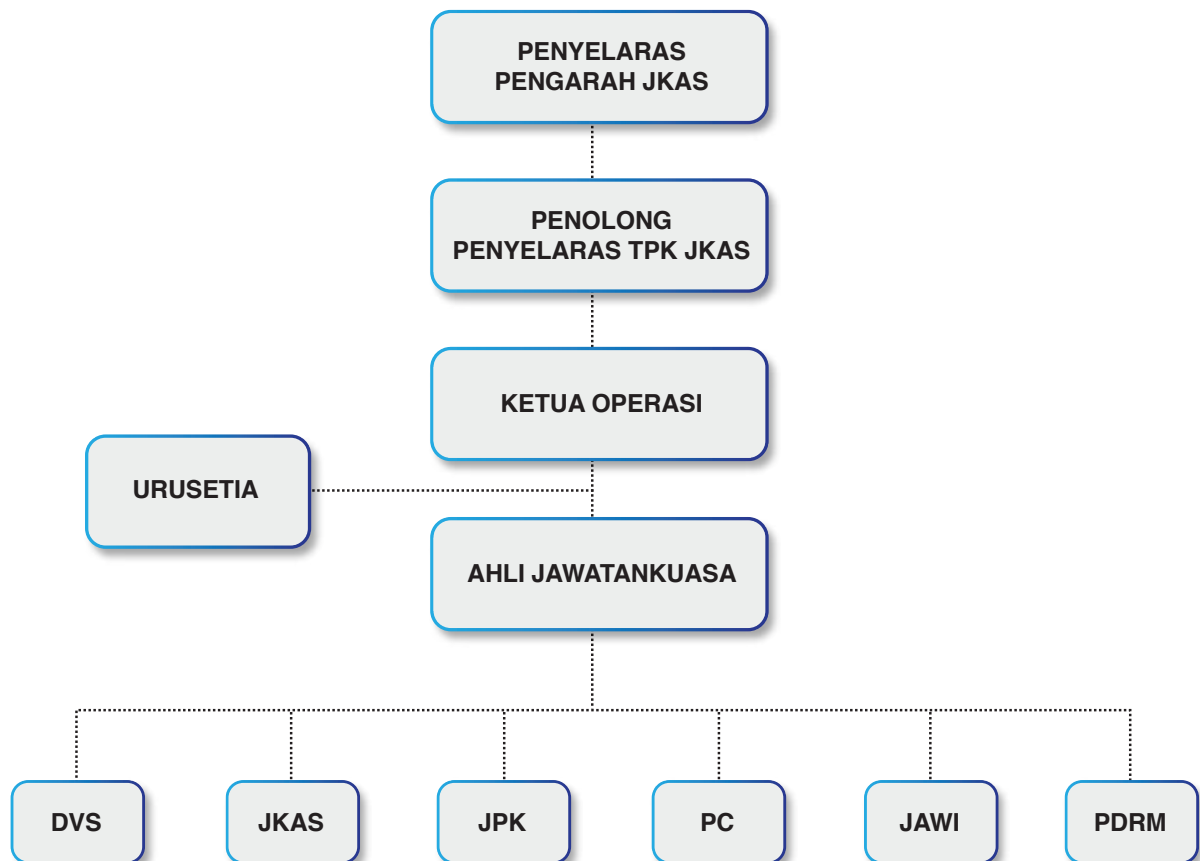 PENYELARAS
PENGARAH JKAS
PENOLONG
PENYELARAS TPK JKAS
KETUA OPERASI
URUSETIA
AHLI JAWATANKUASA
DVS
JKAS
JPK
PC
JAWI
PDRM